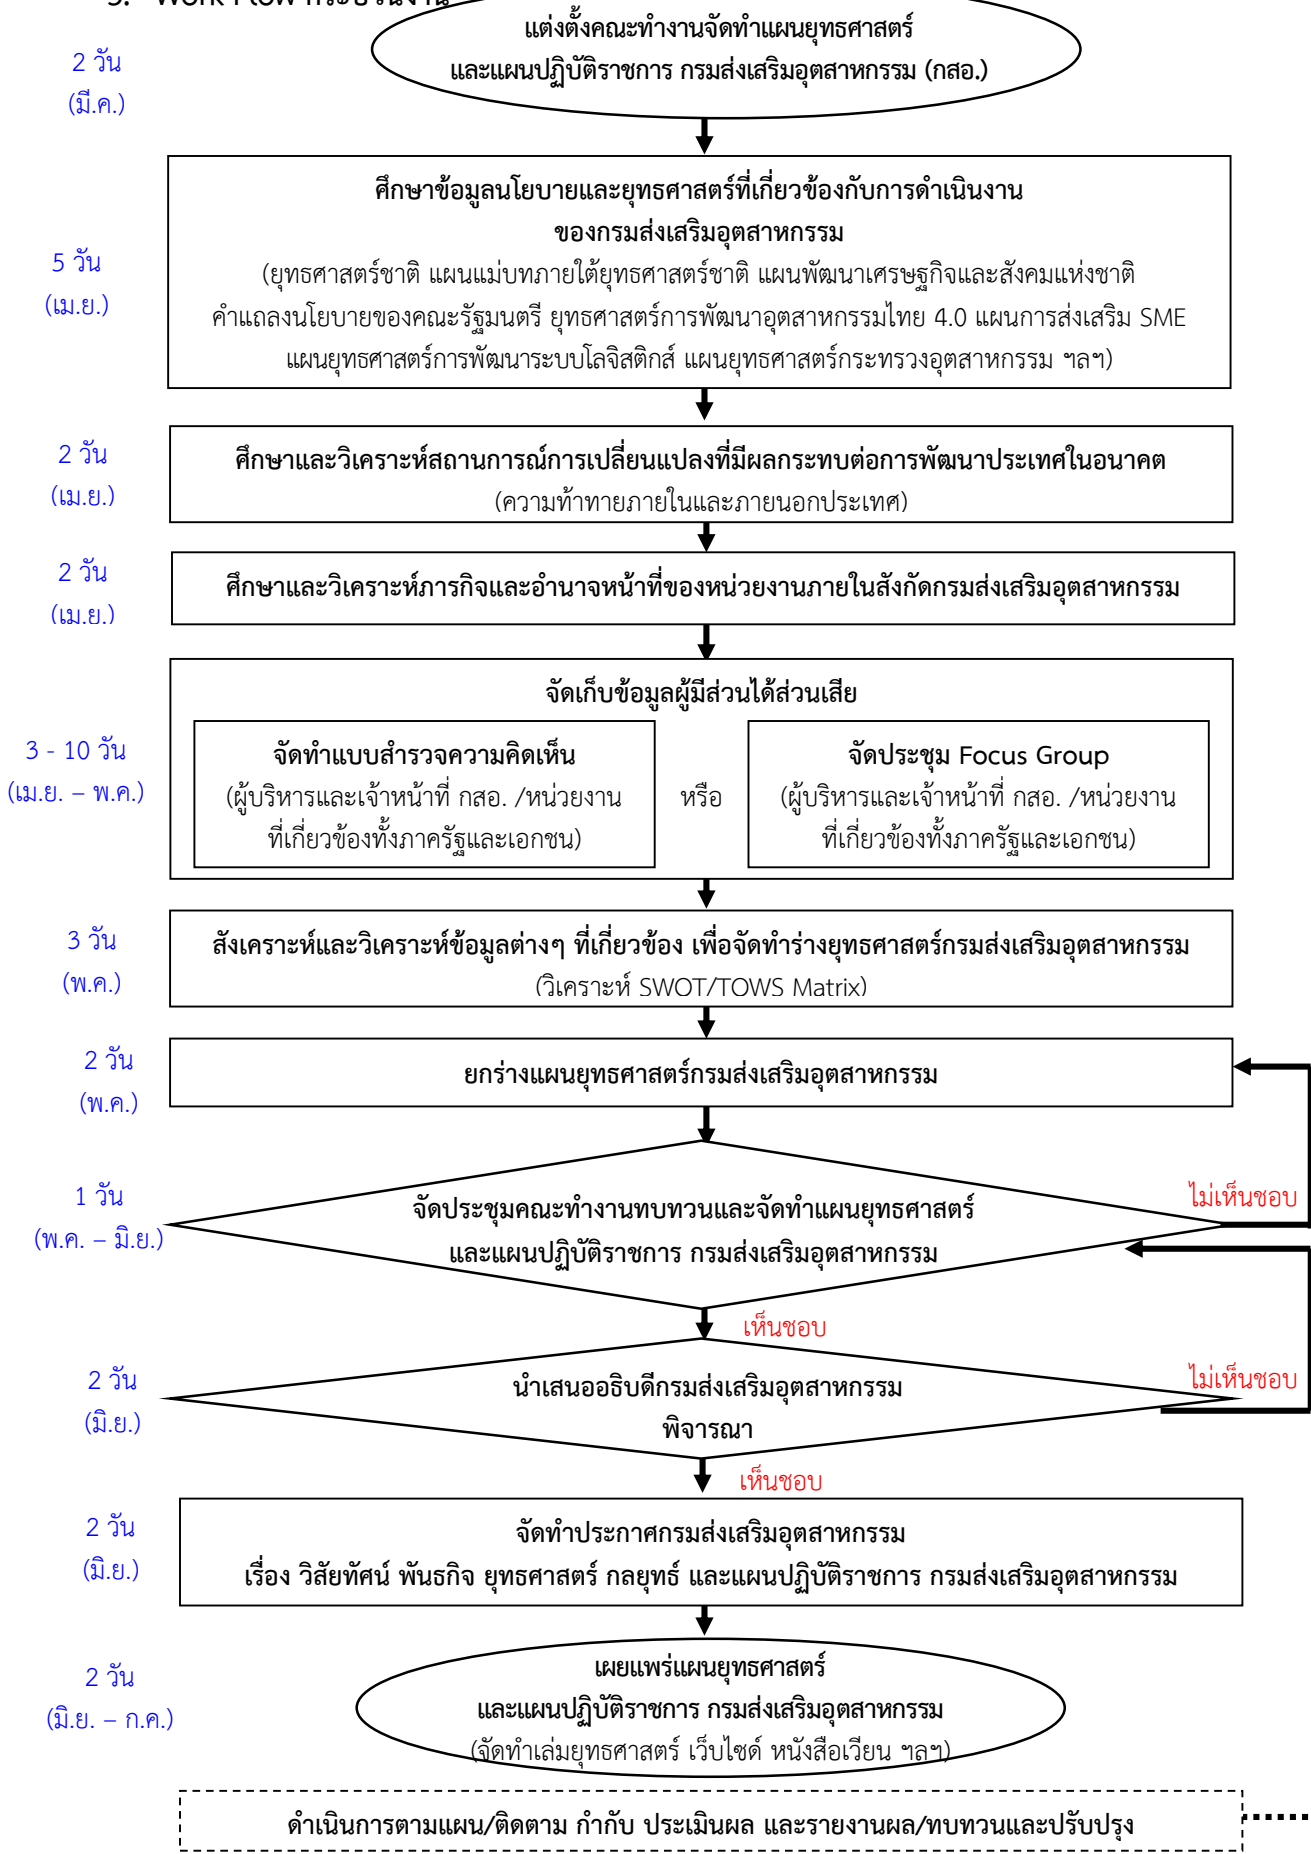 แต่งตั้งคณะทำงานจัดทำแผนยุทธศาสตร์
และแผนปฏิบัติราชการ กรมส่งเสริมอุตสาหกรรม (กสอ.)
2 วัน
(มี.ค.)
ศึกษาข้อมูลนโยบายและยุทธศาสตร์ที่เกี่ยวข้องกับการดำเนินงาน
ของกรมส่งเสริมอุตสาหกรรม
(ยุทธศาสตร์ชาติ แผนแม่บทภายใต้ยุทธศาสตร์ชาติ แผนพัฒนาเศรษฐกิจและสังคมแห่งชาติ
คำแถลงนโยบายของคณะรัฐมนตรี ยุทธศาสตร์การพัฒนาอุตสาหกรรมไทย 4.0 แผนการส่งเสริม SME
แผนยุทธศาสตร์การพัฒนาระบบโลจิสติกส์ แผนยุทธศาสตร์กระทรวงอุตสาหกรรม ฯลฯ)
5 วัน
(เม.ย.)
2 วัน
(เม.ย.)
ศึกษาและวิเคราะห์สถานการณ์การเปลี่ยนแปลงที่มีผลกระทบต่อการพัฒนาประเทศในอนาคต
(ความท้าทายภายในและภายนอกประเทศ)
2 วัน
(เม.ย.)
ศึกษาและวิเคราะห์ภารกิจและอำนาจหน้าที่ของหน่วยงานภายในสังกัดกรมส่งเสริมอุตสาหกรรม
จัดเก็บข้อมูลผู้มีส่วนได้ส่วนเสีย
3 - 10 วัน
(เม.ย. – พ.ค.)
จัดทำแบบสำรวจความคิดเห็น
(ผู้บริหารและเจ้าหน้าที่ กสอ. /หน่วยงาน
ที่เกี่ยวข้องทั้งภาครัฐและเอกชน)
หรือ
จัดประชุม Focus Group
(ผู้บริหารและเจ้าหน้าที่ กสอ. /หน่วยงาน
ที่เกี่ยวข้องทั้งภาครัฐและเอกชน)
3 วัน
(พ.ค.)
สังเคราะห์และวิเคราะห์ข้อมูลต่างๆ ที่เกี่ยวข้อง เพื่อจัดทำร่างยุทธศาสตร์กรมส่งเสริมอุตสาหกรรม
(วิเคราะห์ SWOT/TOWS Matrix)
2 วัน
(พ.ค.)
ยกร่างแผนยุทธศาสตร์กรมส่งเสริมอุตสาหกรรม
1 วัน
(พ.ค. – มิ.ย.)
จัดประชุมคณะทำงานทบทวนและจัดทำแผนยุทธศาสตร์
และแผนปฏิบัติราชการ กรมส่งเสริมอุตสาหกรรม
ไม่เห็นชอบ
เห็นชอบ
2 วัน
(มิ.ย.)
นำเสนออธิบดีกรมส่งเสริมอุตสาหกรรม
พิจารณา
ไม่เห็นชอบ
เห็นชอบ
2 วัน
(มิ.ย.)
จัดทำประกาศกรมส่งเสริมอุตสาหกรรม
เรื่อง วิสัยทัศน์ พันธกิจ ยุทธศาสตร์ กลยุทธ์ และแผนปฏิบัติราชการ กรมส่งเสริมอุตสาหกรรม
2 วัน
(มิ.ย. – ก.ค.)
เผยแพร่แผนยุทธศาสตร์
และแผนปฏิบัติราชการ กรมส่งเสริมอุตสาหกรรม
(จัดทำเล่มยุทธศาสตร์ เว็บไซด์ หนังสือเวียน ฯลฯ)
ดำเนินการตามแผน/ติดตาม กำกับ ประเมินผล และรายงานผล/ทบทวนและปรับปรุง